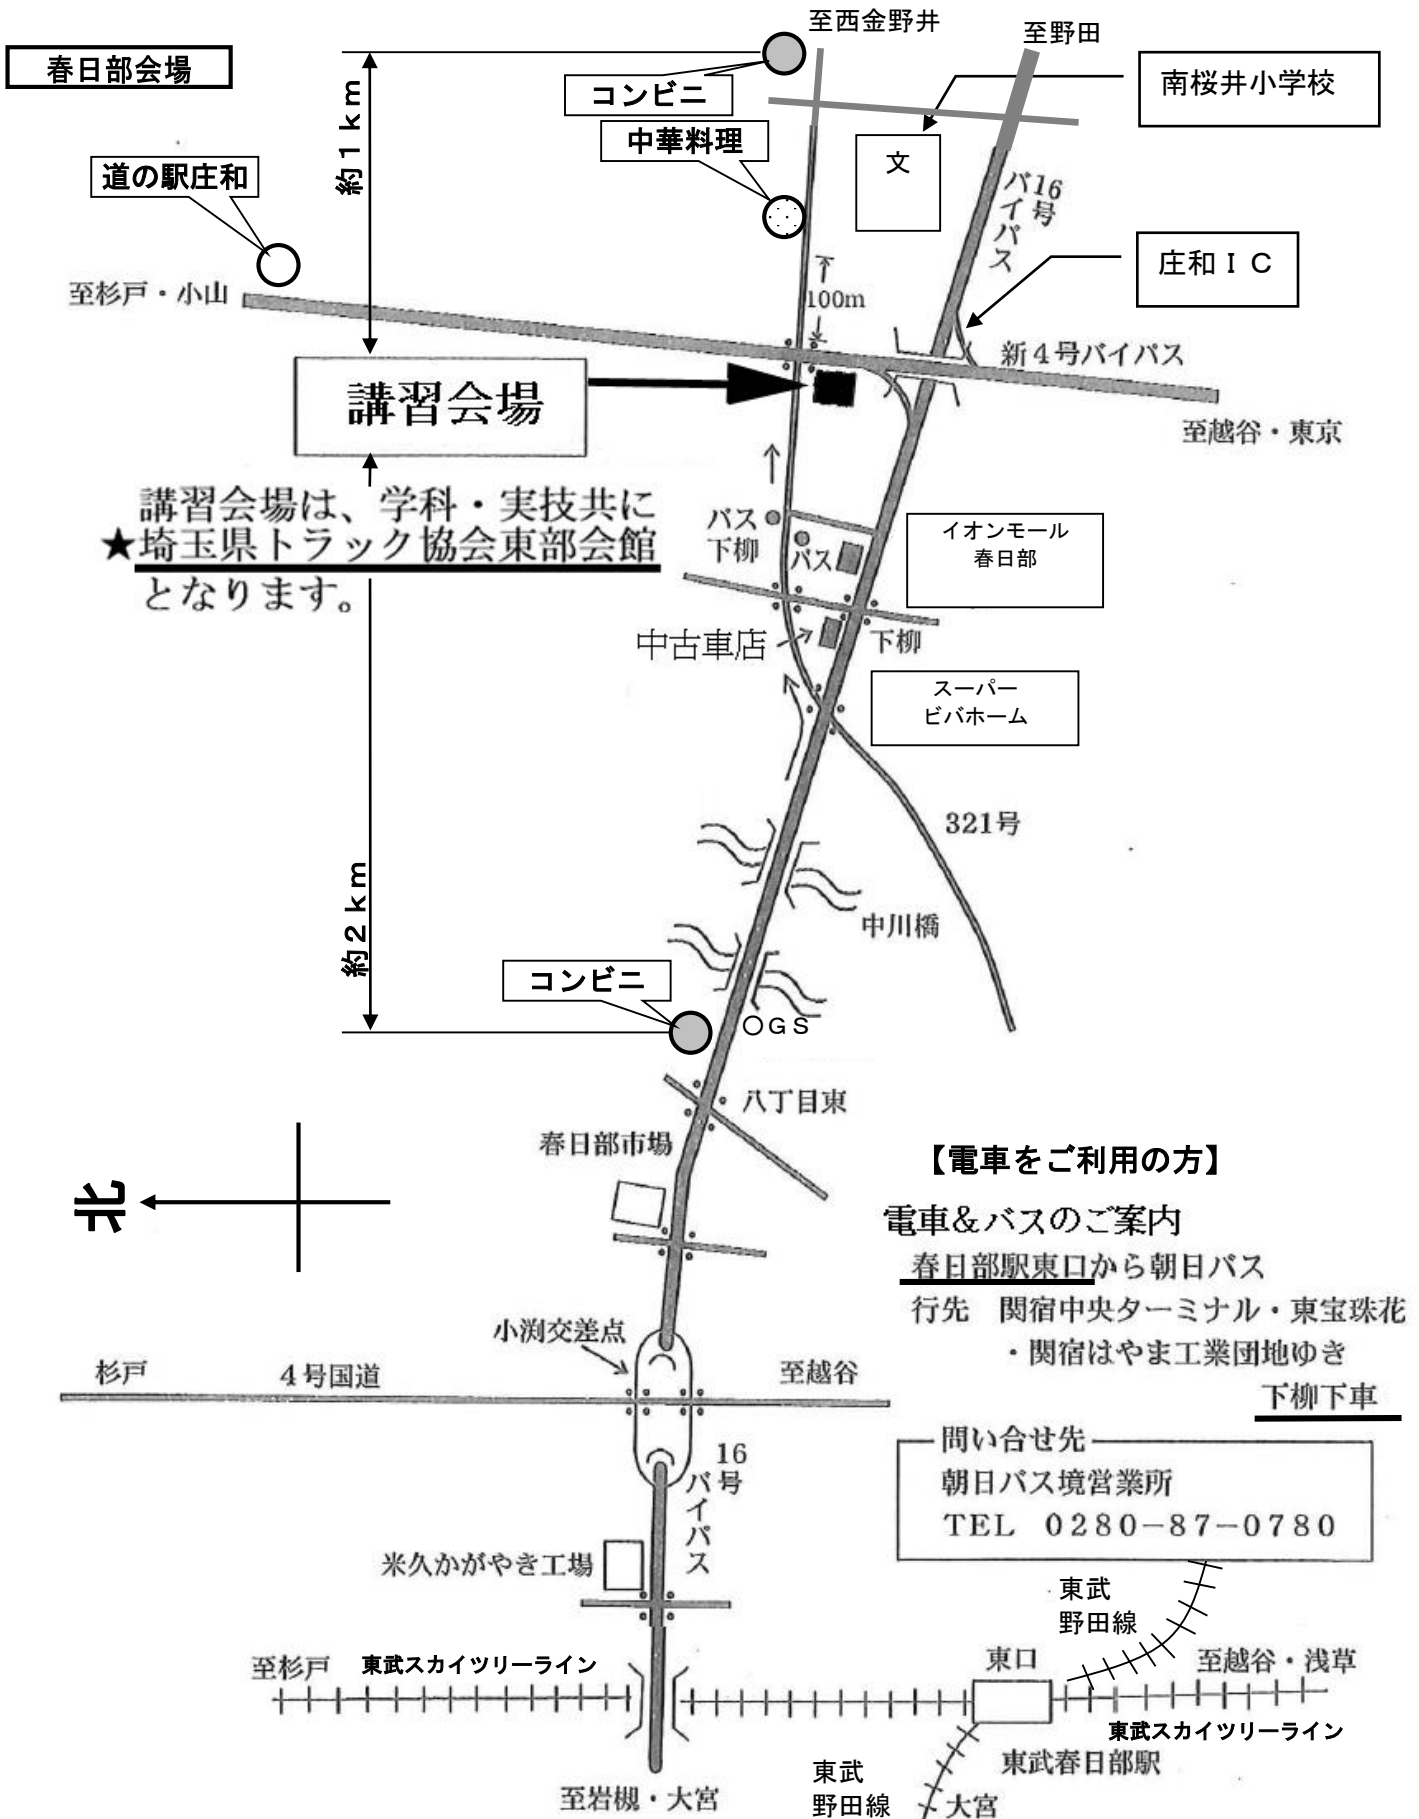 春日部会場
至西金野井
至野田
南桜井小学校
コンビニ
中華料理
文
約１ｋｍ
道の駅庄和
16号
バイパス
庄和ＩＣ
至杉戸・小山
100m
新４号バイパス
講習会場
至越谷・東京
講習会場は、学科・実技共に
★埼玉県トラック協会東部会館
となります。
バス
下柳
バス
イオンモール
春日部
中古車店
下柳
スーパー
ビバホーム
321号
約２ｋｍ
中川橋
コンビニ
ＧＳ
八丁目東
春日部市場
北
【電車をご利用の方】
電車＆バスのご案内
春日部駅東口から朝日バス
行先　関宿中央ターミナル・東宝珠花
・関宿はやま工業団地ゆき
下柳下車
小渕交差点
杉戸
４号国道
至越谷
問い合せ先
朝日バス境営業所
TEL　０２８０－８７－０７８０
16号
バイパス
米久かがやき工場
東武
野田線
至杉戸
東武スカイツリーライン
東口
至越谷・浅草
東武スカイツリーライン
東武春日部駅
東武
野田線
大宮
至岩槻・大宮